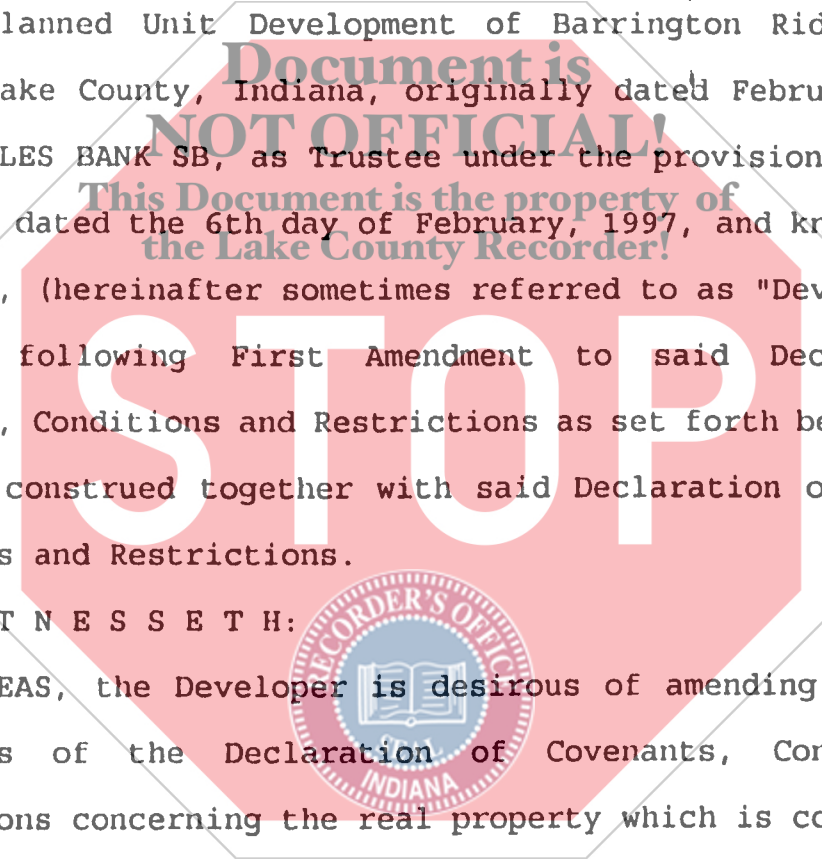 lanned Unit Development of Barrington Rid
Document is
ake County, Indiana, originally dated Febru
NOT OFFICIAL!
LES BANK SB, as Trustee under the provision
This Document is the property of
dated the 6th day of February, 1997, and kn
the Lake County Recorder!
, (hereinafter sometimes referred to as "Dev
STOP
following First Amendment to said Dec
, Conditions and Restrictions as set forth be
construed together with said Declaration o
s and Restrictions.
T N E S S E T H:
RECORDER'S OFFICE
EAS, the Developer is desirous of amending
s of the Declaration of Covenants, Con
SEAL
INDIANA
ons concerning the real property which is co